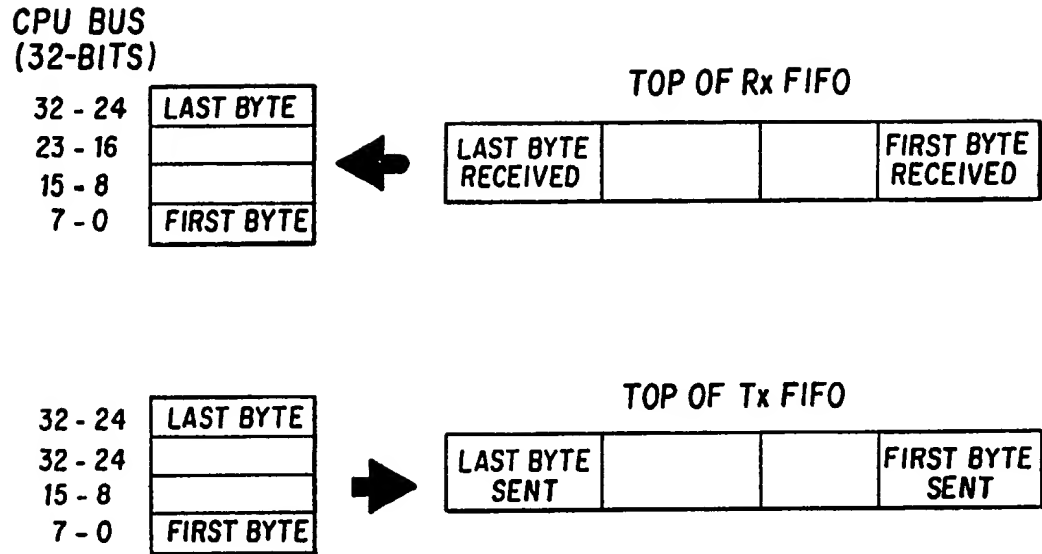 CPU BUS
(32-BITS)
TOP OF Rx FIFO
32 - 24 LAST BYTE
23 - 16
15 - 8
7 - 0 FIRST BYTE
LAST BYTE
RECEIVED
FIRST BYTE
RECEIVED
TOP OF Tx FIFO
32 - 24 LAST BYTE
32 - 24
15 - 8
7 - 0 FIRST BYTE
LAST BYTE
SENT
FIRST BYTE
SENT